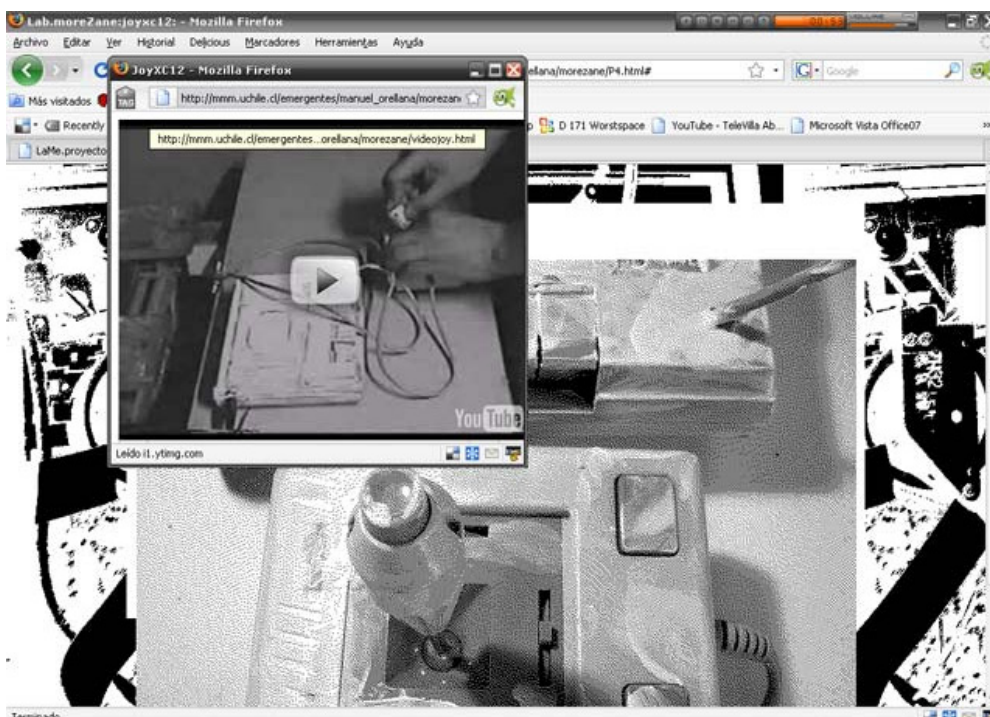 Lab.moreZane:joyxc12: - Mozilla Firefox
Archivo Editar Ver Historial Delicious Marcadores Herramientas Ayuda
ellana/morezane/P4.html#
Google
Más visitados
Recently
D 171 Worstspace
YouTube - TeleVilla Ab...
Microsoft Vista Office07
LaMe.proyecto
JoyXC12 - Mozilla Firefox
TAG
http://mmm.uchile.cl/emergentes/manuel_orellana/morezan
http://mmm.uchile.cl/emergentes...orellana/morezane/videojoy.html
YouTube
Leído i1.ytimg.com
Terminado